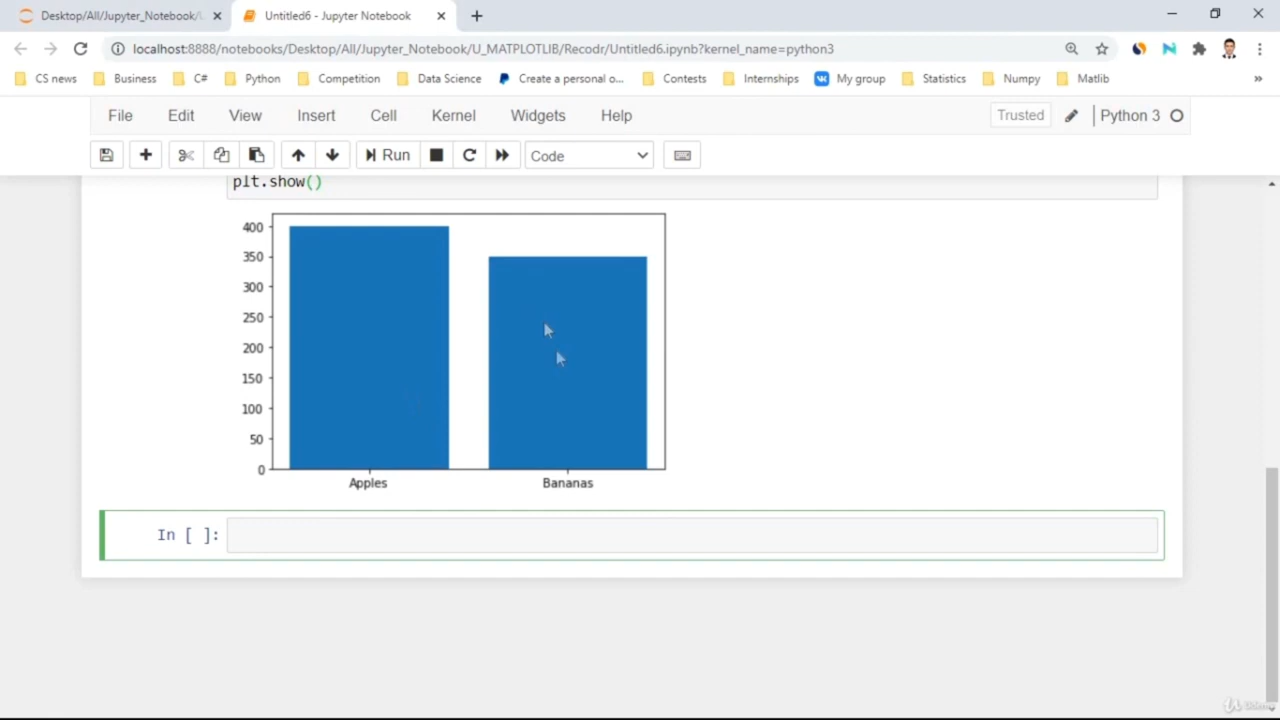 Desktop/All/Jupyter_Notebook/
Untitled6 - Jupyter Notebook
localhost:8888/notebooks/Desktop/All/Jupyter_Notebook/U_MATPLOTLIB/Recodr/Untitled6.ipynb?kernel_name=python3
CS news Business C# Python Competition Data Science Create a personal o... Contests Internships My group Statistics Numpy Matlib »
File Edit View Insert Cell Kernel Widgets Help Trusted Python 3
Run Code
plt.show()
400
350
300
250
200
150
100
50
0
Apples Bananas
In [ ]: